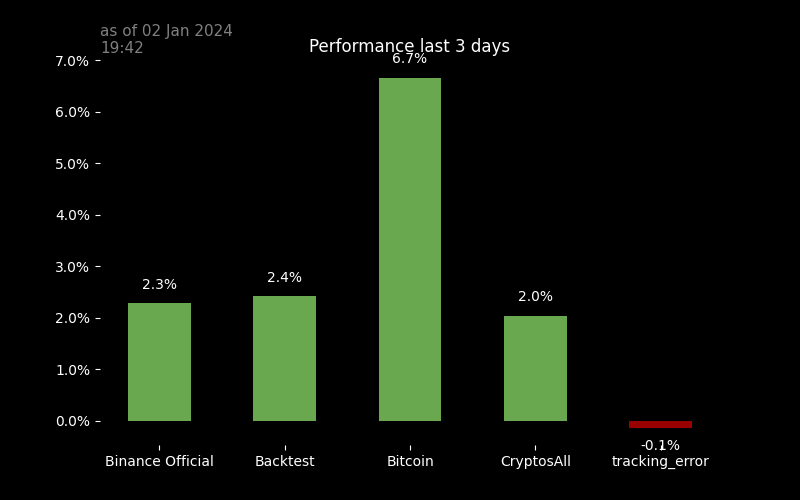 as of 02 Jan 2024
19:42
Performance last 3 days
7.0%
6.7%
6.0%
5.0%
4.0%
3.0%
2.3%
2.4%
2.0%
2.0%
1.0%
0.0%
-0.1%
Binance Official
Backtest
Bitcoin
CryptosAll
tracking_error